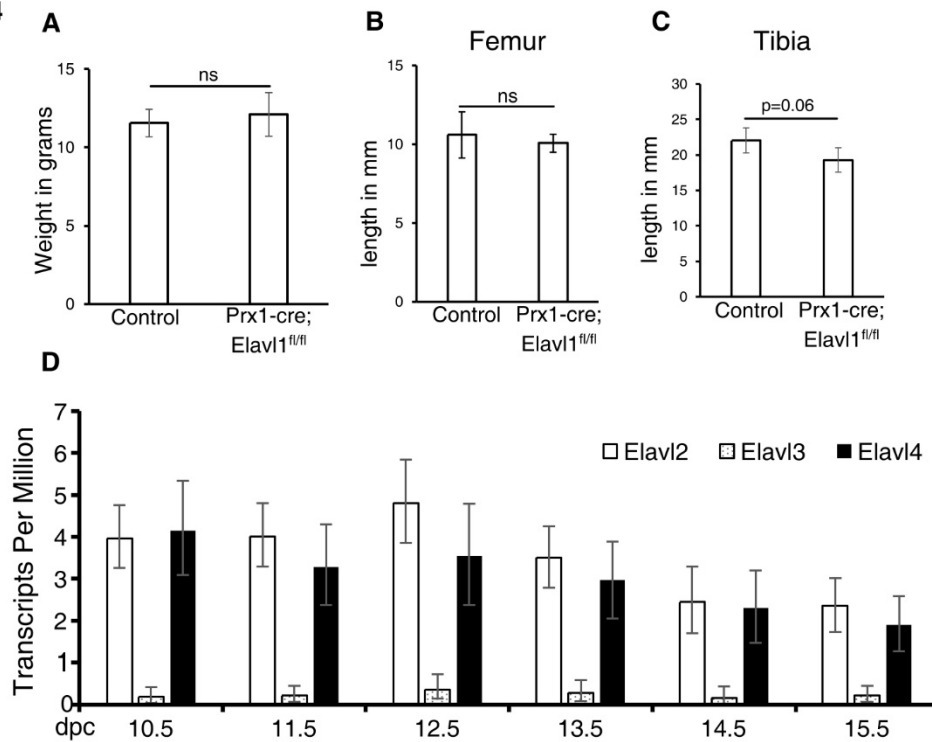 A
ns
15
10
5
0
Weight in grams
Control
Prx1-cre;
Elavl1fl/fl
B
Femur
ns
15
10
5
0
length in mm
Control
Prx1-cre;
Elavl1fl/fl
C
Tibia
p=0.06
30
25
20
15
10
5
0
length in mm
Control
Prx1-cre;
Elavl1fl/fl
D
7
6
5
4
3
2
1
0
Transcripts Per Million
Elavl2 Elavl3 Elavl4
dpc 10.5 11.5 12.5 13.5 14.5 15.5